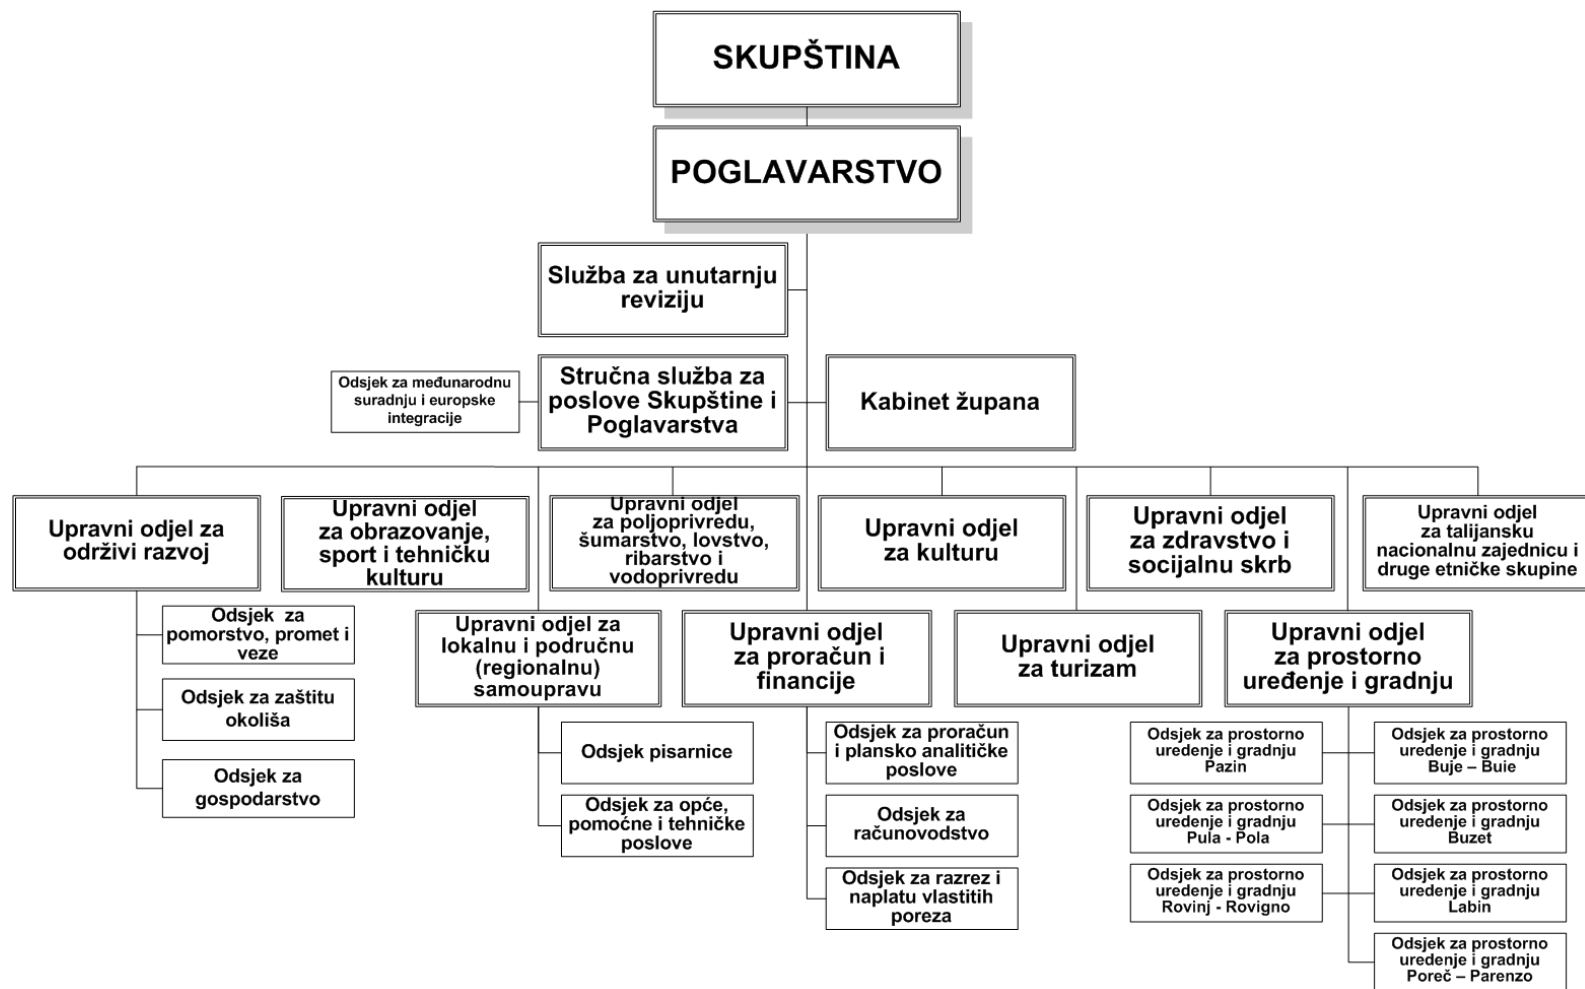 SKUPŠTINA
POGLAVARSTVO
Služba za unutarnju
reviziju
Odsjek za međunarodnu
suradnju i europske
integracije
Stručna služba za
poslove Skupštine i
Poglavarstva
Kabinet župana
Upravni odjel za
održivi razvoj
Upravni odjel
za obrazovanje,
sport i tehničku
kulturu
Upravni odjel
za poljoprivredu,
šumarstvo, lovstvo,
ribarstvo i
vodoprivredu
Upravni odjel
za kulturu
Upravni odjel
za zdravstvo i
socijalnu skrb
Upravni odjel
za talijansku
nacionalnu zajednicu i
druge etničke skupine
Odsjek za
pomorstvo, promet i
veze
Odsjek za zaštitu
okoliša
Odsjek za
gospodarstvo
Upravni odjel za
lokalnu i područnu
(regionalnu)
samoupravu
Odsjek pisarnice
Odsjek za opće,
pomoćne i tehničke
poslove
Upravni odjel
za proračun i
financije
Odsjek za proračun
i plansko analitičke
poslove
Odsjek za
računovodstvo
Odsjek za razrez i
naplatu vlastitih
poreza
Upravni odjel
za turizam
Upravni odjel
za prostorno
uređenje i gradnju
Odsjek za prostorno
uređenje i gradnju
Pazin
Odsjek za prostorno
uređenje i gradnju
Buje – Buie
Odsjek za prostorno
uređenje i gradnju
Pula - Pola
Odsjek za prostorno
uređenje i gradnju
Buzet
Odsjek za prostorno
uređenje i gradnju
Rovinj - Rovigno
Odsjek za prostorno
uređenje i gradnju
Labin
Odsjek za prostorno
uređenje i gradnju
Poreč – Parenzo